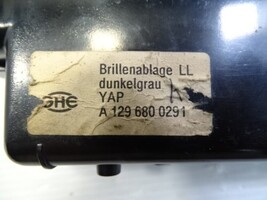 Brillenablage LL
dunkelgrau
GHE
YAP
A 129 680 0291